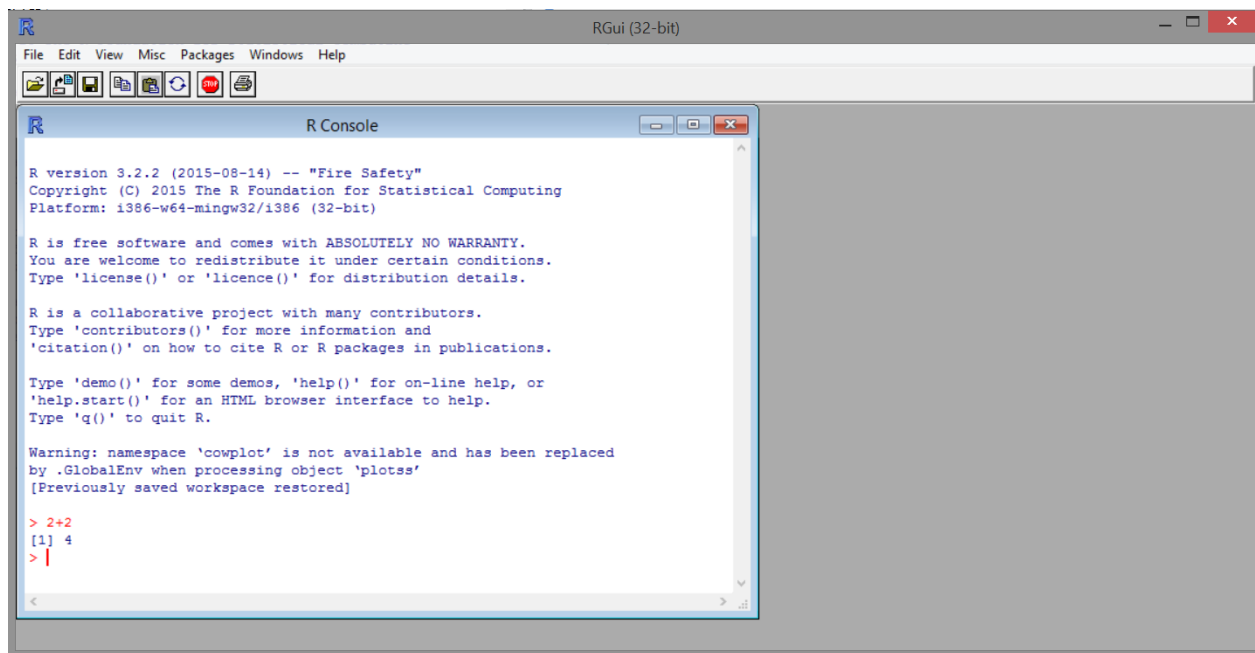 RGui (32-bit)
File Edit View Misc Packages Windows Help
STOP
R Console
R version 3.2.2 (2015-08-14) -- "Fire Safety"
Copyright (C) 2015 The R Foundation for Statistical Computing
Platform: i386-w64-mingw32/i386 (32-bit)
R is free software and comes with ABSOLUTELY NO WARRANTY.
You are welcome to redistribute it under certain conditions.
Type 'license()' or 'licence()' for distribution details.
R is a collaborative project with many contributors.
Type 'contributors()' for more information and
'citation()' on how to cite R or R packages in publications.
Type 'demo()' for some demos, 'help()' for on-line help, or
'help.start()' for an HTML browser interface to help.
Type 'q()' to quit R.
Warning: namespace ‘cowplot’ is not available and has been replaced
by .GlobalEnv when processing object ‘plotss’
[Previously saved workspace restored]
> 2+2
[1] 4
>